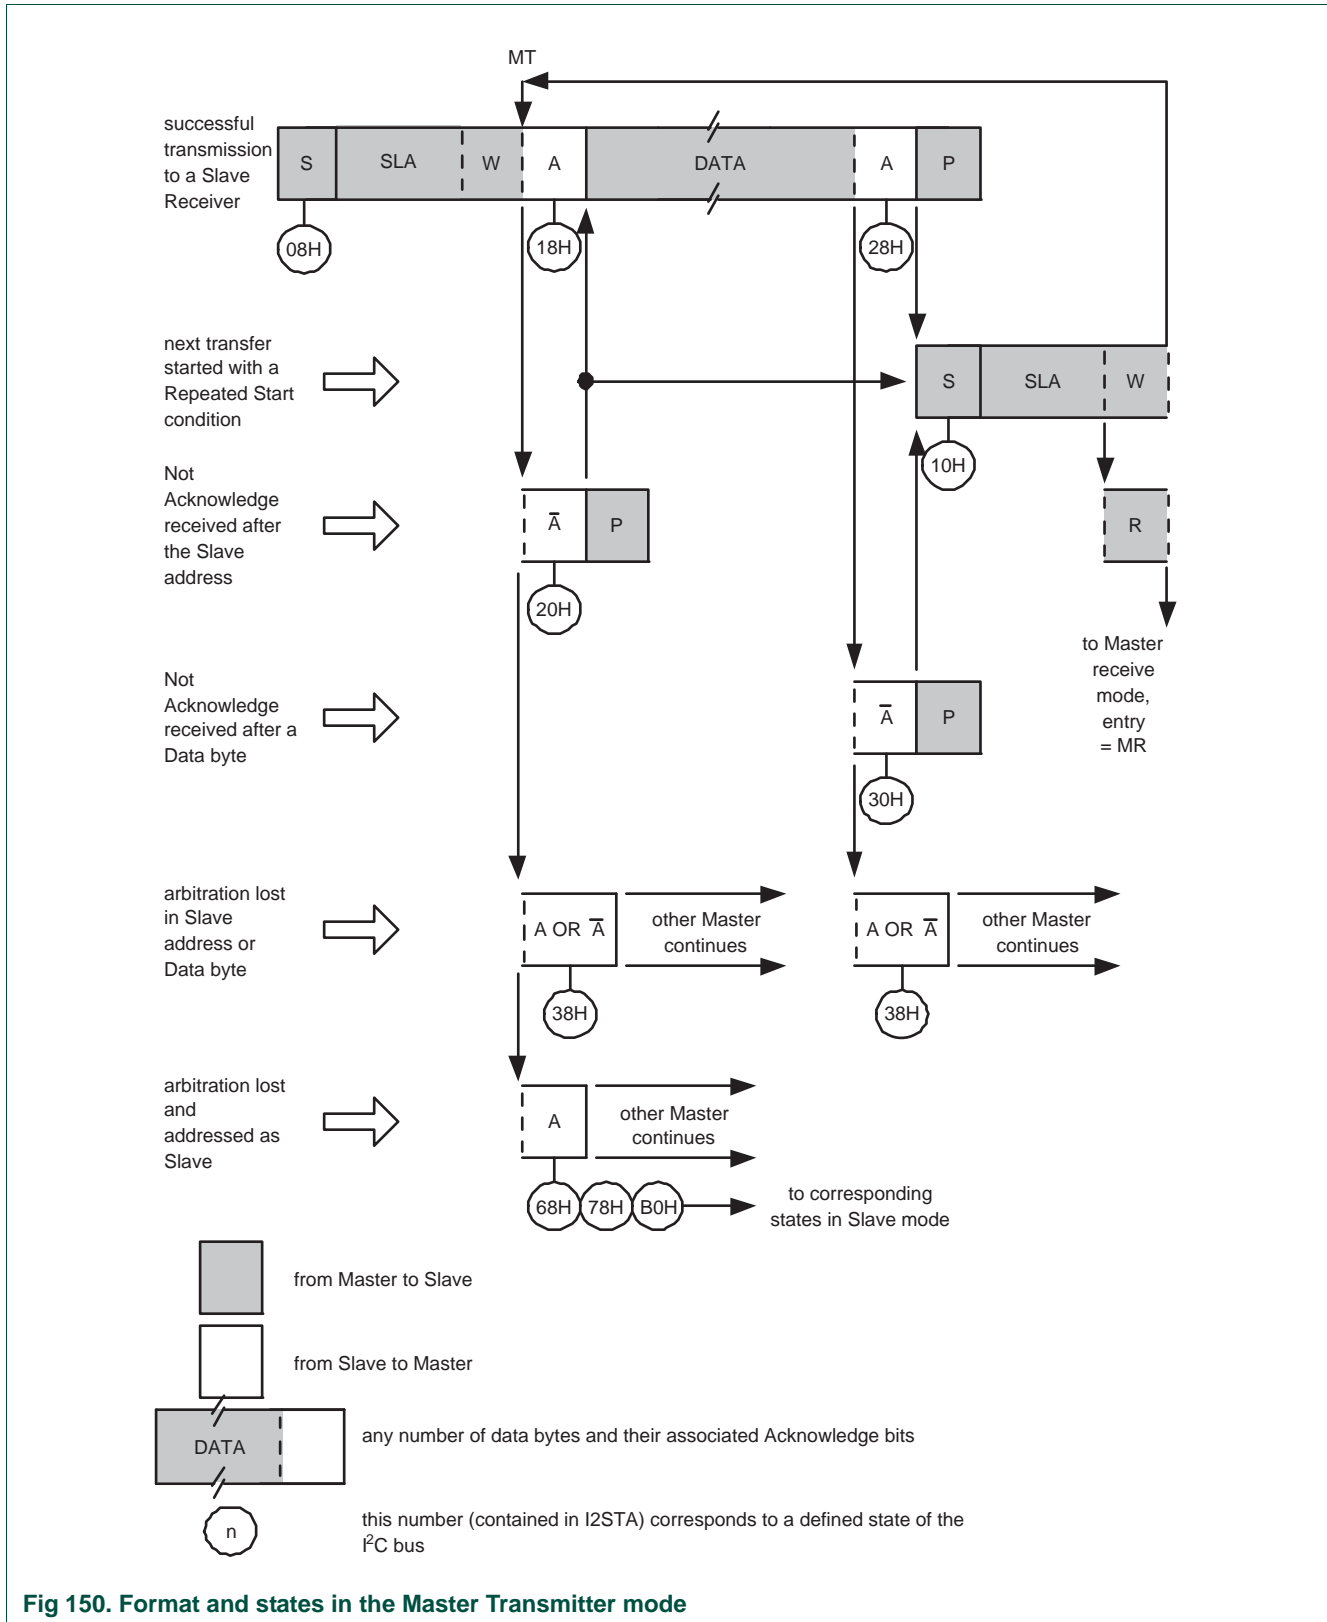 MT
successful
transmission
to a Slave
Receiver
S
SLA
W
A
DATA
A
P
08H
18H
28H
next transfer
started with a
Repeated Start
condition
S
SLA
W
10H
Not
Acknowledge
received after
the Slave
address
A̅
P
R
20H
to Master
receive
mode,
entry
= MR
Not
Acknowledge
received after a
Data byte
A̅
P
30H
arbitration lost
in Slave
address or
Data byte
A OR A̅
other Master
continues
A OR A̅
other Master
continues
38H
38H
arbitration lost
and
addressed as
Slave
A
other Master
continues
68H
78H
B0H
to corresponding
states in Slave mode
from Master to Slave
from Slave to Master
DATA
any number of data bytes and their associated Acknowledge bits
n
this number (contained in I2STA) corresponds to a defined state of the
I²C bus
Fig 150. Format and states in the Master Transmitter mode